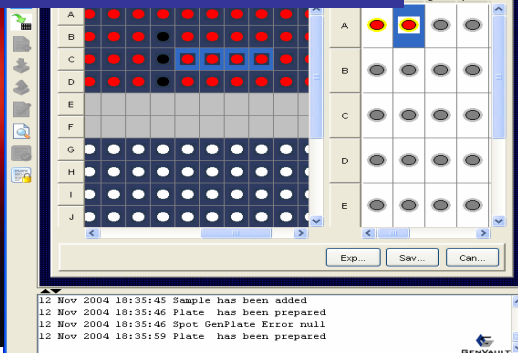 A
B
C
D
E
F
G
H
I
J
A
B
C
D
E
Exp... Sav... Can...
12 Nov 2004 18:35:45 Sample has been added
12 Nov 2004 18:35:46 Plate has been prepared
12 Nov 2004 18:35:46 Spot GenPlate Error null
12 Nov 2004 18:35:59 Plate has been prepared
GENVAULT